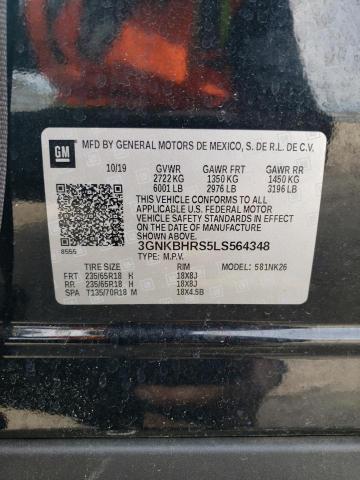 GM
MFD BY GENERAL MOTORS DE MEXICO, S. DE R.L. DE C.V.
10/19 GVWR GAWR FRT GAWR RR
2722 KG 1350 KG 1450 KG
6001 LB 2976 LB 3196 LB
THIS VEHICLE CONFORMS TO ALL
APPLICABLE U.S. FEDERAL MOTOR
VEHICLE SAFETY STANDARDS IN EFFECT
ON THE DATE OF MANUFACTURE
SHOWN ABOVE.
8555 3GNKBHRS5LS564348
TYPE: M.P.V.
TIRE SIZE RIM MODEL: 581NK26
FRT 235/65R18 H 18X8J
RR 235/65R18 H 18X8J
SPA T135/70R18 M 18X4.5B